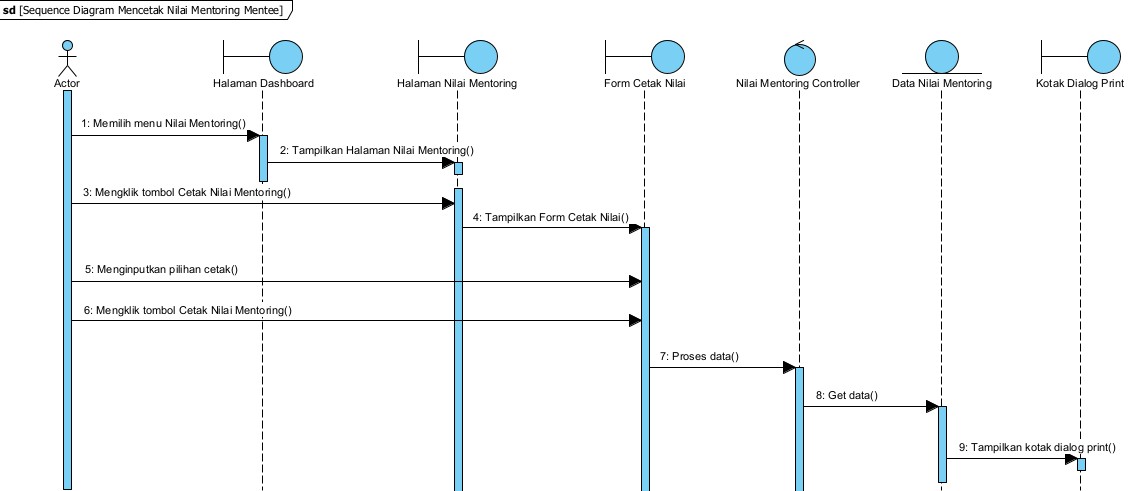 sd [Sequence Diagram Mencetak Nilai Mentoring Mentee]
Actor
Halaman Dashboard
Halaman Nilai Mentoring
Form Cetak Nilai
Nilai Mentoring Controller
Data Nilai Mentoring
Kotak Dialog Print
1: Memilih menu Nilai Mentoring()
2: Tampilkan Halaman Nilai Mentoring()
3: Mengklik tombol Cetak Nilai Mentoring()
4: Tampilkan Form Cetak Nilai()
5: Menginputkan pilihan cetak()
6: Mengklik tombol Cetak Nilai Mentoring()
7: Proses data()
8: Get data()
9: Tampilkan kotak dialog print()